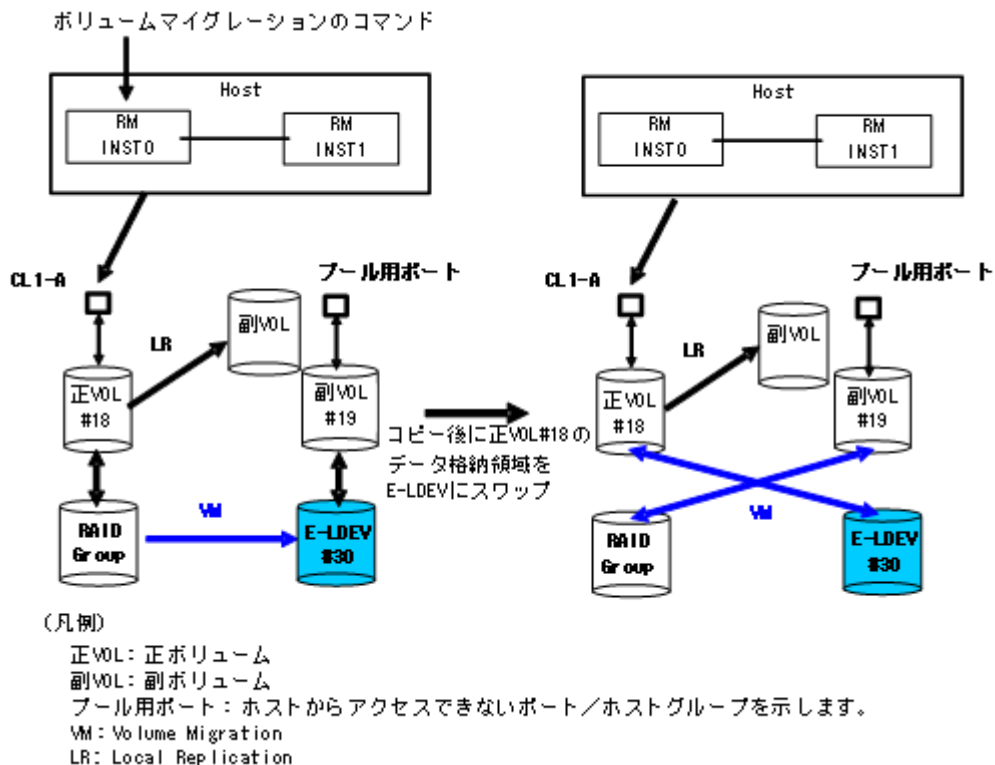 ボリュームマイグレーションのコマンド
Host
RM
INST0
RM
INST1
CL1-A
プール用ポート
LR
副VOL
正VOL
#18
副VOL
#19
VM
RAID
Group
E-LDEV
#30
コピー後に正VOL#18の
データ格納領域を
E-LDEVにスワップ
Host
RM
INST0
RM
INST1
CL1-A
プール用ポート
LR
副VOL
正VOL
#18
副VOL
#19
VM
RAID
Group
E-LDEV
#30
(凡例)
正VOL：正ボリューム
副VOL：副ボリューム
プール用ポート：ホストからアクセスできないポート／ホストグループを示します。
VM：Volume Migration
LR：Local Replication